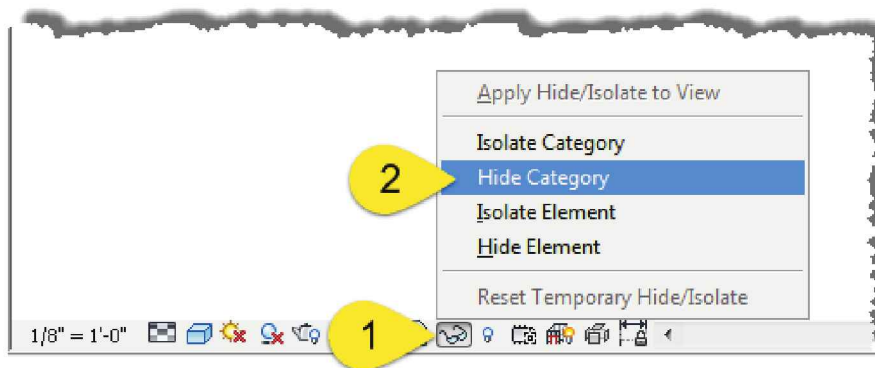 Apply Hide/Isolate to View
Isolate Category
2
Hide Category
Isolate Element
Hide Element
Reset Temporary Hide/Isolate
1/8" = 1'-0"
1